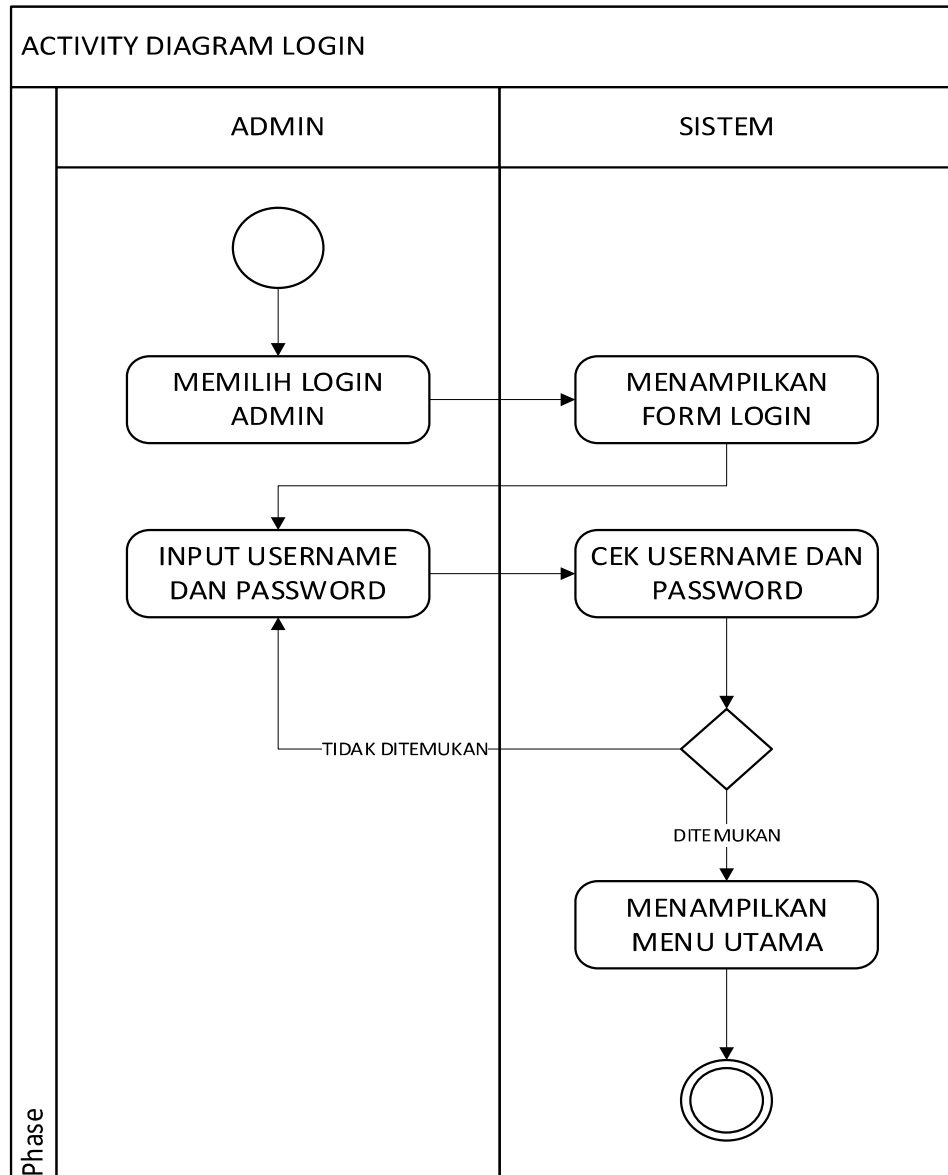 ACTIVITY DIAGRAM LOGIN
ADMIN
SISTEM
MEMILIH LOGIN
ADMIN
MENAMPILKAN
FORM LOGIN
INPUT USERNAME
DAN PASSWORD
CEK USERNAME DAN
PASSWORD
TIDAK DITEMUKAN
DITEMUKAN
MENAMPILKAN
MENU UTAMA
Phase